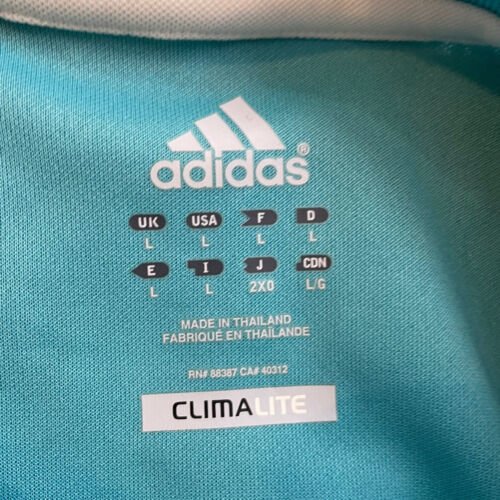 adidas®
UK USA F D
L L L L
E I J CDN
L L 2XO L/G
MADE IN THAILAND
FABRIQUÉ EN THAÏLANDE
RN# 88387 CA# 40312
CLIMALITE